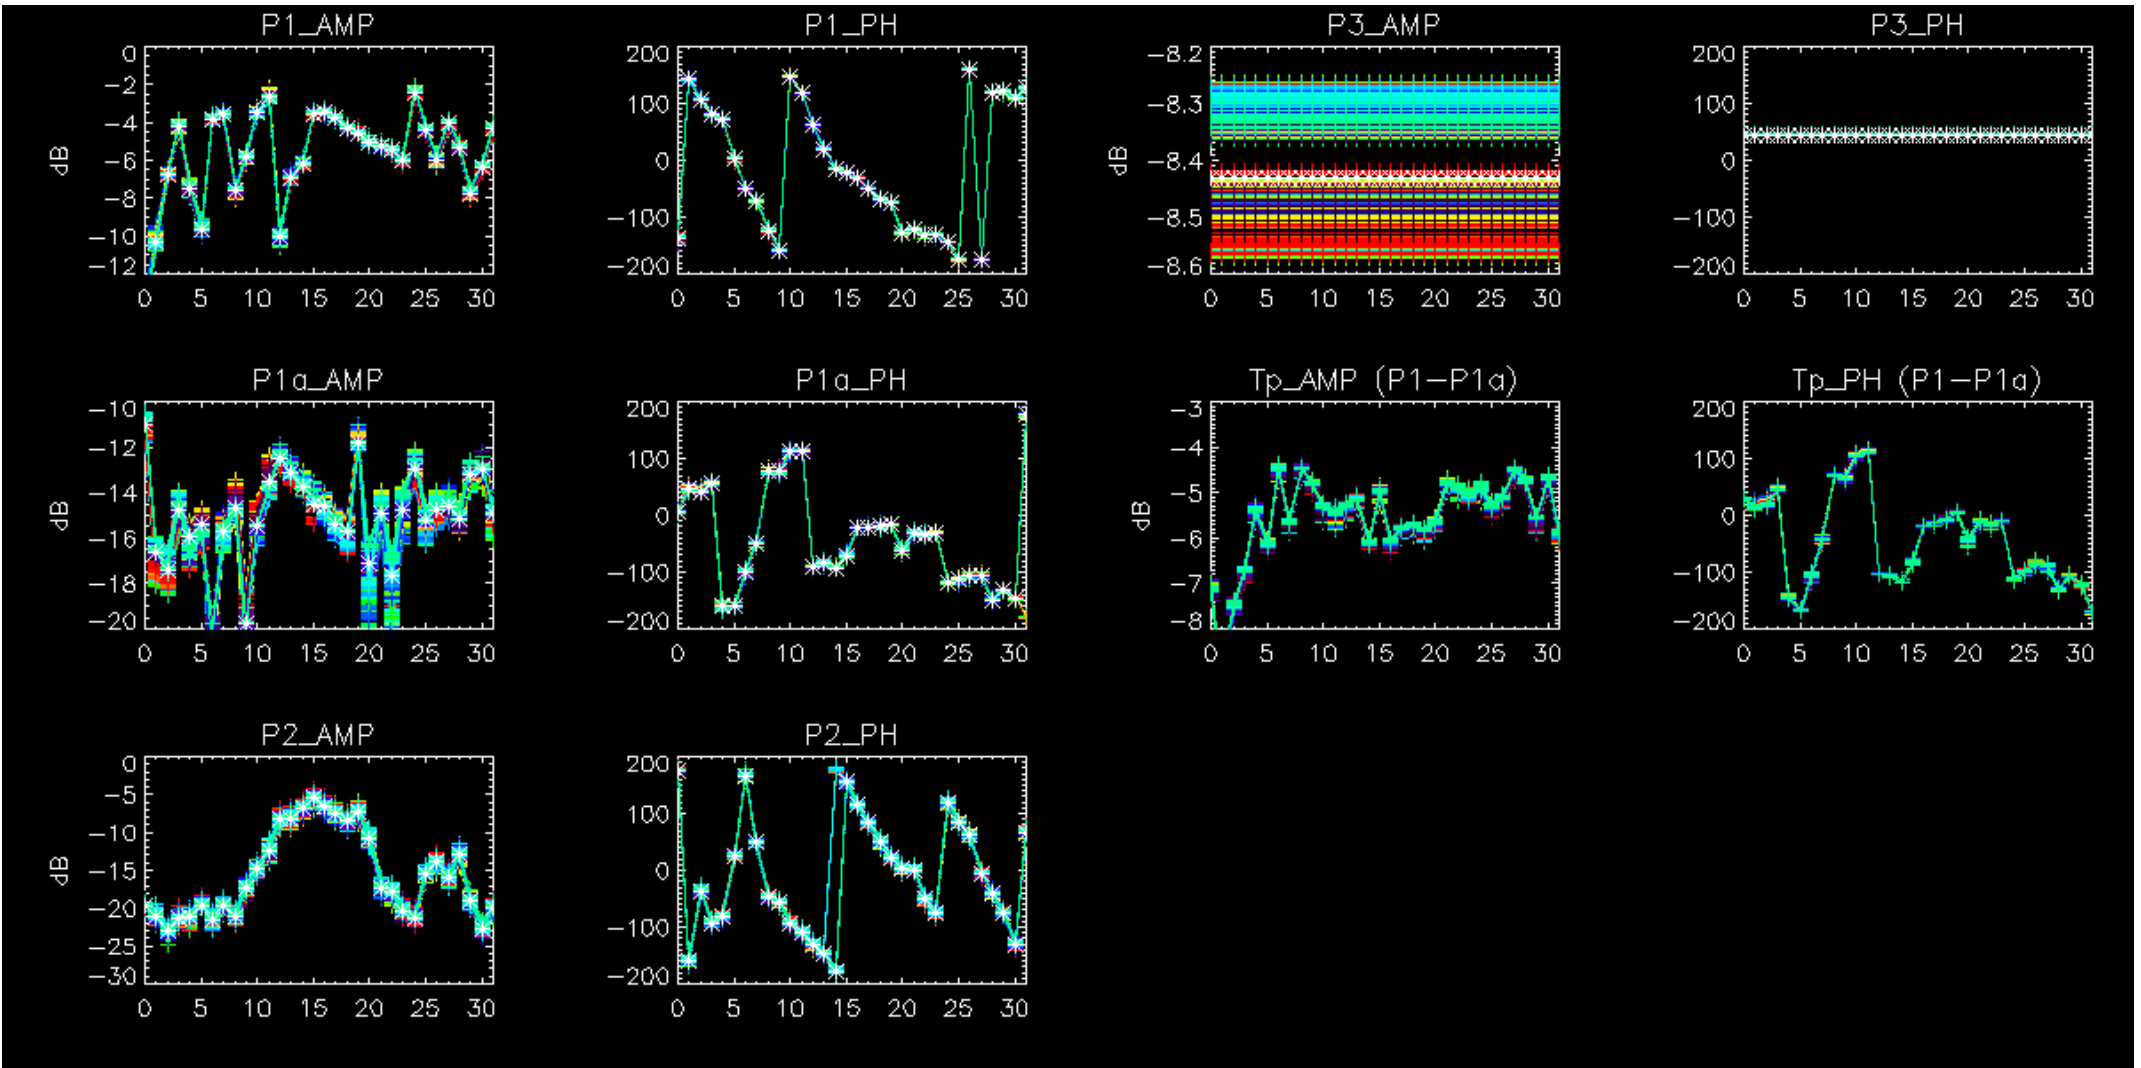 P1_AMP
P1_PH
P3_AMP
P3_PH
0
−2
−4
−6
−8
−10
−12
dB
0 5 10 15 20 25 30
200
100
0
−100
−200
0 5 10 15 20 25 30
−8.2
−8.3
−8.4
−8.5
−8.6
dB
0 5 10 15 20 25 30
200
100
0
−100
−200
0 5 10 15 20 25 30
P1a_AMP
P1a_PH
Tp_AMP (P1−P1a)
Tp_PH (P1−P1a)
−10
−12
−14
−16
−18
−20
dB
0 5 10 15 20 25 30
200
100
0
−100
−200
0 5 10 15 20 25 30
−3
−4
−5
−6
−7
−8
dB
0 5 10 15 20 25 30
200
100
0
−100
−200
0 5 10 15 20 25 30
P2_AMP
P2_PH
0
−5
−10
−15
−20
−25
−30
dB
0 5 10 15 20 25 30
200
100
0
−100
−200
0 5 10 15 20 25 30